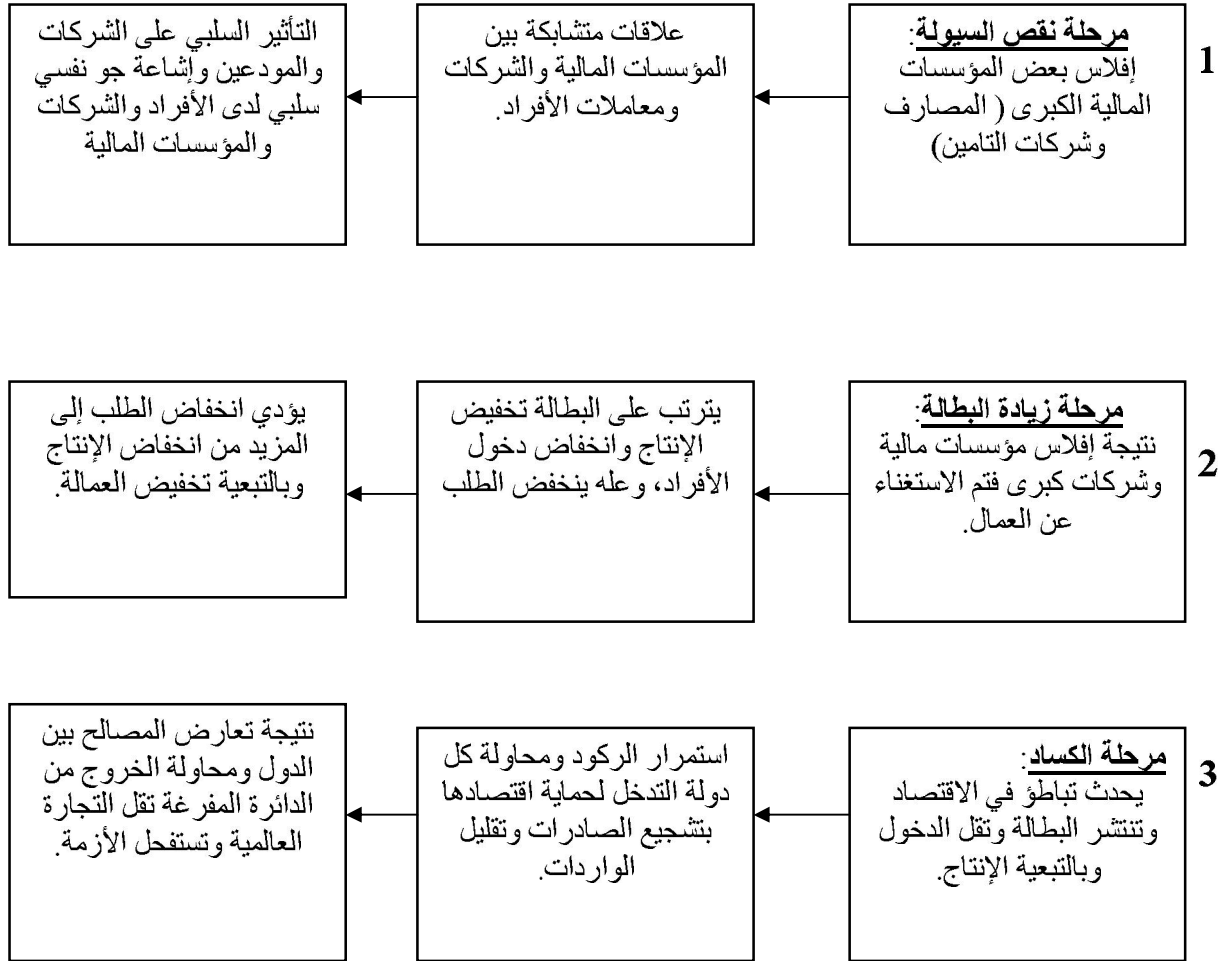 1
مرحلة نقص السيولة:
إفلاس بعض المؤسسات
المالية الكبرى ( المصارف
وشركات التامين)
علاقات متشابكة بين
المؤسسات المالية والشركات
ومعاملات الأفراد.
التأثير السلبي على الشركات
والمودعين وإشاعة جو نفسي
سلبي لدى الأفراد والشركات
والمؤسسات المالية
2
مرحلة زيادة البطالة:
نتيجة إفلاس مؤسسات مالية
وشركات كبرى فتم الاستغناء
عن العمال.
يترتب على البطالة تخفيض
الإنتاج وانخفاض دخول
الأفراد، وعله ينخفض الطلب
يؤدي انخفاض الطلب إلى
المزيد من انخفاض الإنتاج
وبالتبعية تخفيض العمالة.
3
مرحلة الكساد:
يحدث تباطؤ في الاقتصاد
وتنتشر البطالة وتقل الدخول
وبالتبعية الإنتاج.
استمرار الركود ومحاولة كل
دولة التدخل لحماية اقتصادها
بتشجيع الصادرات وتقليل
الواردات.
نتيجة تعارض المصالح بين
الدول ومحاولة الخروج من
الدائرة المفرغة تقل التجارة
العالمية وتستفحل الأزمة.